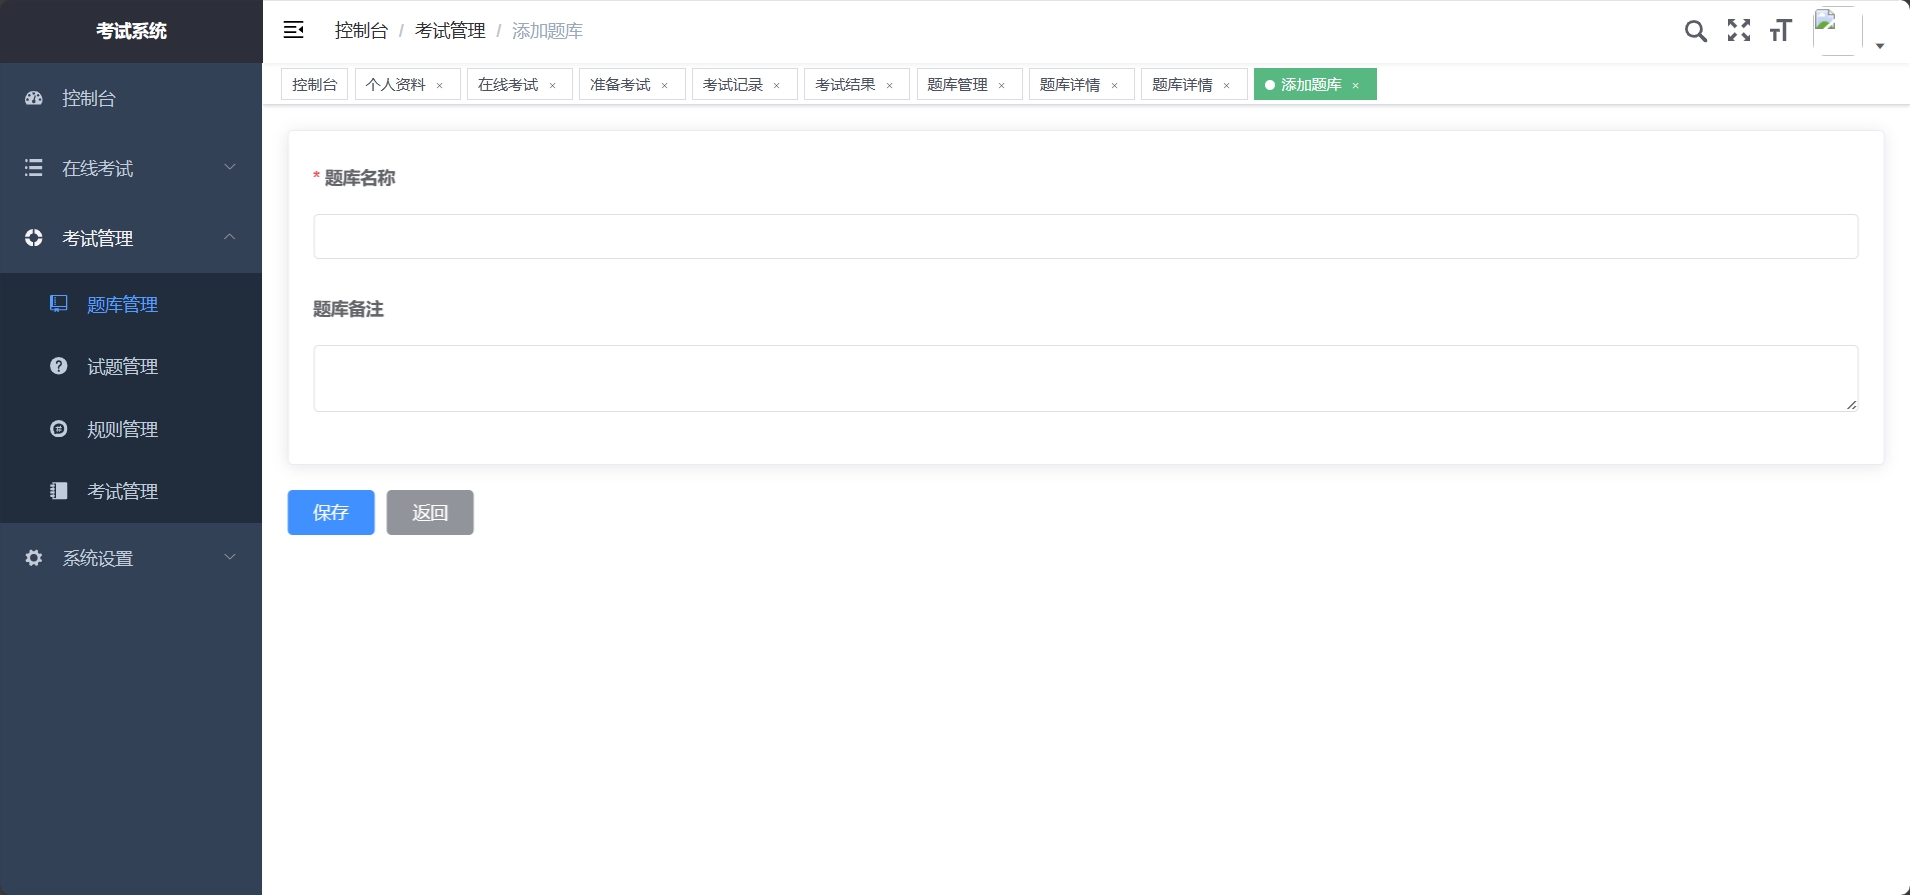 考试系统
控制台 / 考试管理 / 添加题库
控制台 个人资料 × 在线考试 × 准备考试 × 考试记录 × 考试结果 × 题库管理 × 题库详情 × 题库详情 × 添加题库 ×
控制台
在线考试
考试管理
题库管理
试题管理
规则管理
考试管理
系统设置
* 题库名称
题库备注
保存 返回